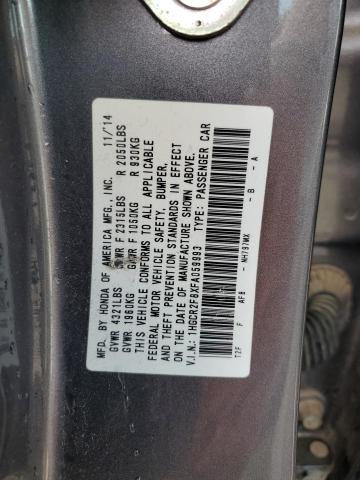 MFD. BY HONDA OF AMERICA MFG., INC. 11/14
GVWR 4321LBS GAWR F 2315LBS R 2050LBS
GVWR 1960KG GAWR F 1050KG R 930KG
THIS VEHICLE CONFORMS TO ALL APPLICABLE
FEDERAL MOTOR VEHICLE SAFETY, BUMPER,
AND THEFT PREVENTION STANDARDS IN EFFECT
ON THE DATE OF MANUFACTURE SHOWN ABOVE.
V.I.N.: 1HGCR2F8XFA059993 TYPE: PASSENGER CAR
T2F F AF8 - NH797MX - B - A